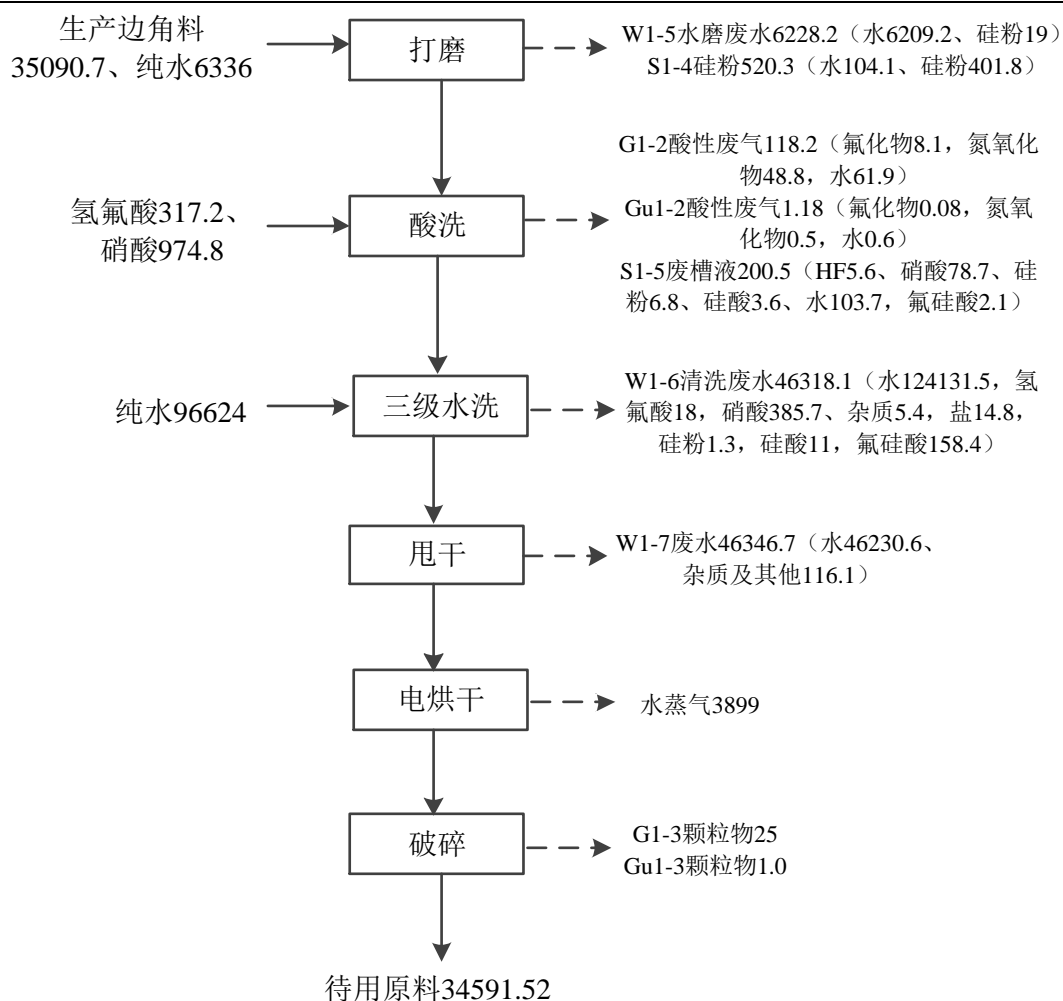 生产边角料
35090.7、纯水6336
打磨
W1-5水磨废水6228.2（水6209.2、硅粉19）
S1-4硅粉520.3（水104.1、硅粉401.8）
氢氟酸317.2、
硝酸974.8
酸洗
G1-2酸性废气118.2（氟化物8.1，氮氧化
物48.8，水61.9）
Gu1-2酸性废气1.18（氟化物0.08，氮氧
化物0.5，水0.6）
S1-5废槽液200.5（HF5.6、硝酸78.7、硅
粉6.8、硅酸3.6、水103.7，氟硅酸2.1）
纯水96624
三级水洗
W1-6清洗废水46318.1（水124131.5，氢
氟酸18，硝酸385.7、杂质5.4，盐14.8，
硅粉1.3，硅酸11，氟硅酸158.4）
甩干
W1-7废水46346.7（水46230.6、
杂质及其他116.1）
电烘干
水蒸气3899
破碎
G1-3颗粒物25
Gu1-3颗粒物1.0
待用原料34591.52